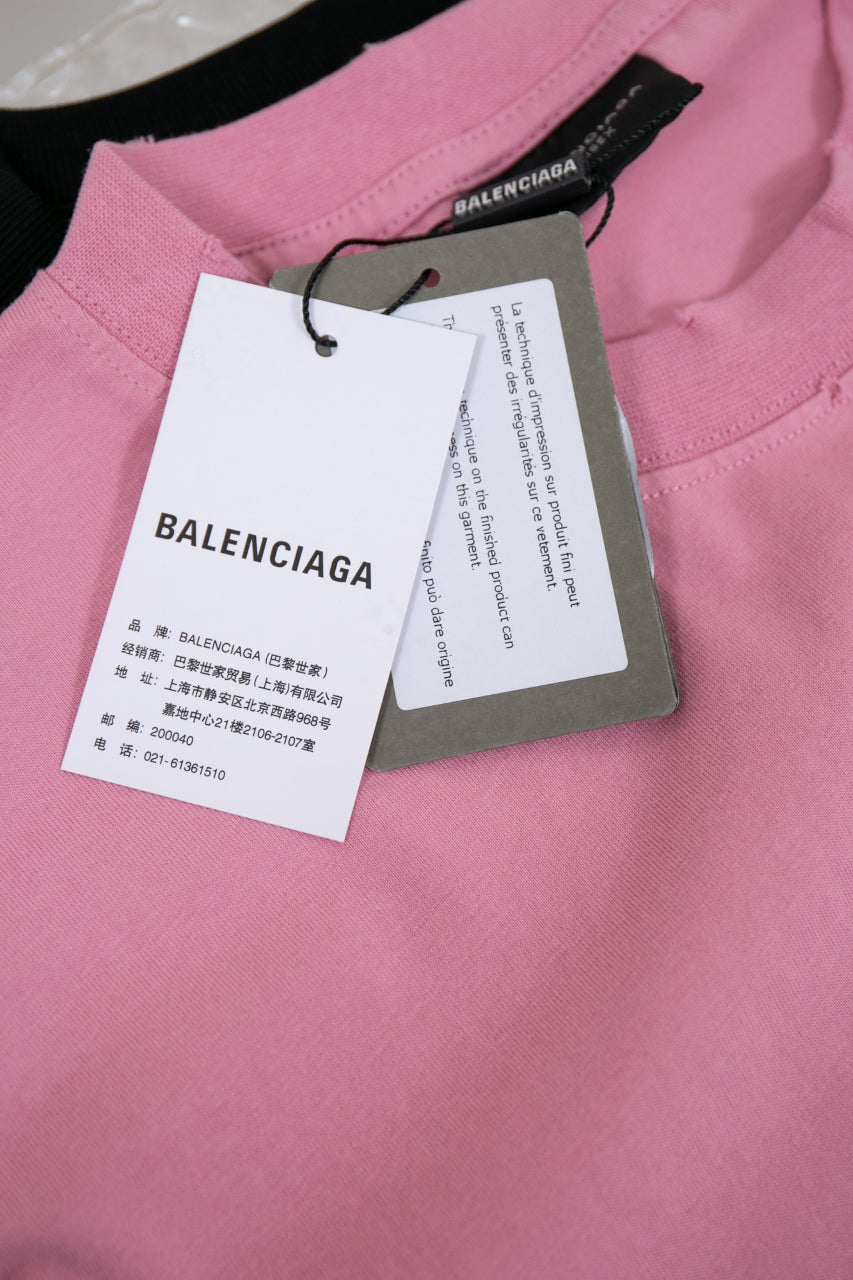 BALENCIAGA
BALENCIAGA
品 牌: BALENCIAGA (巴黎世家)
经销商: 巴黎世家贸易(上海)有限公司
地 址: 上海市静安区北京西路968号
嘉地中心21楼2106-2107室
邮 编: 200040
电 话: 021-61361510
La technique d'impression sur produit fini peut
présenter des irrégularités sur ce vetement.
technique on the finished product can
on this garment.
finito può dare origine